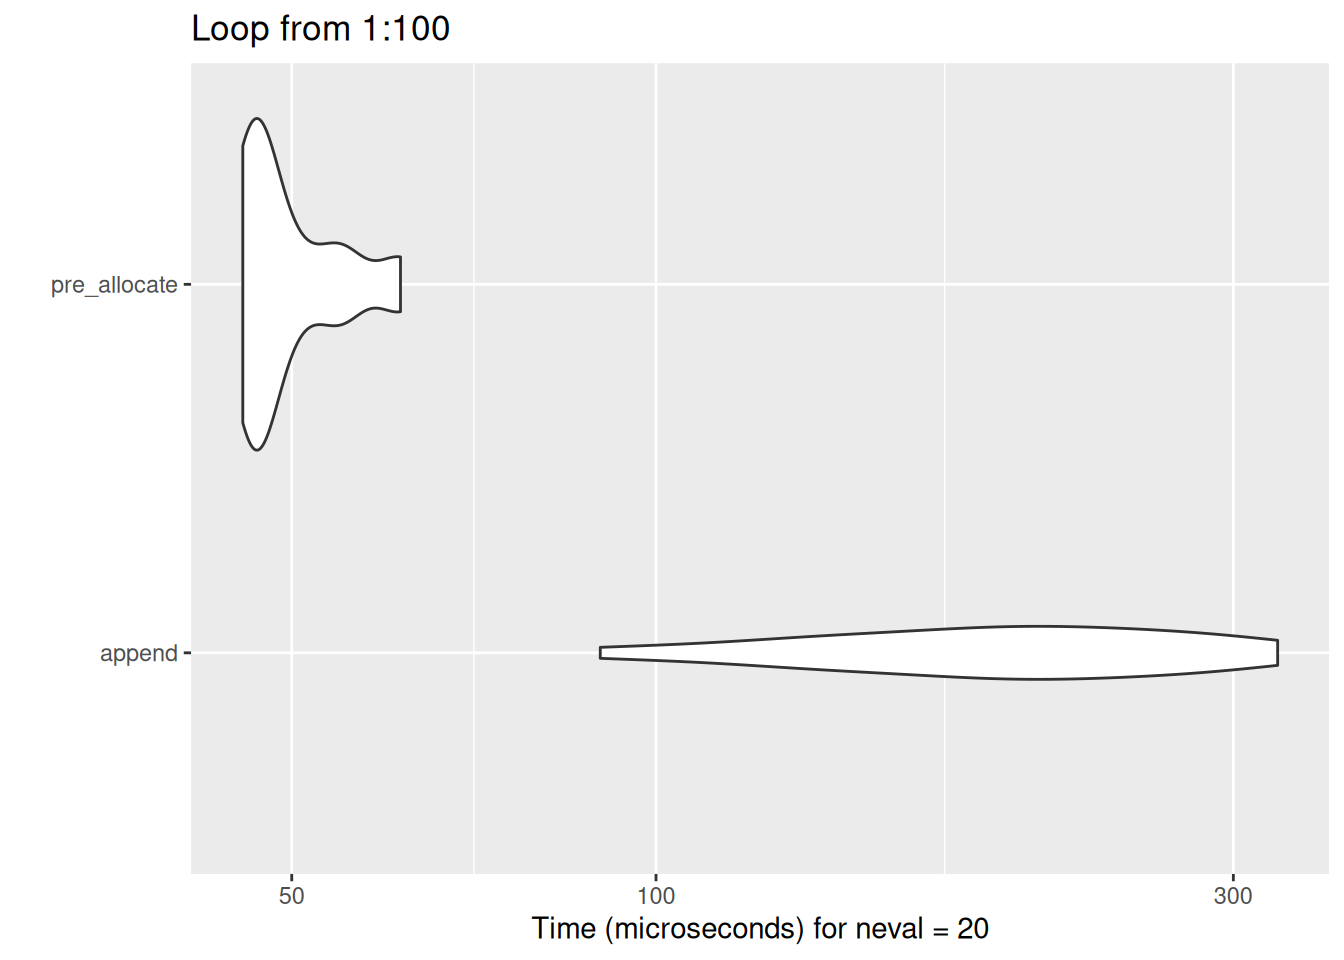 Loop from 1:100
pre_allocate
append
50
100
300
Time (microseconds) for neval = 20